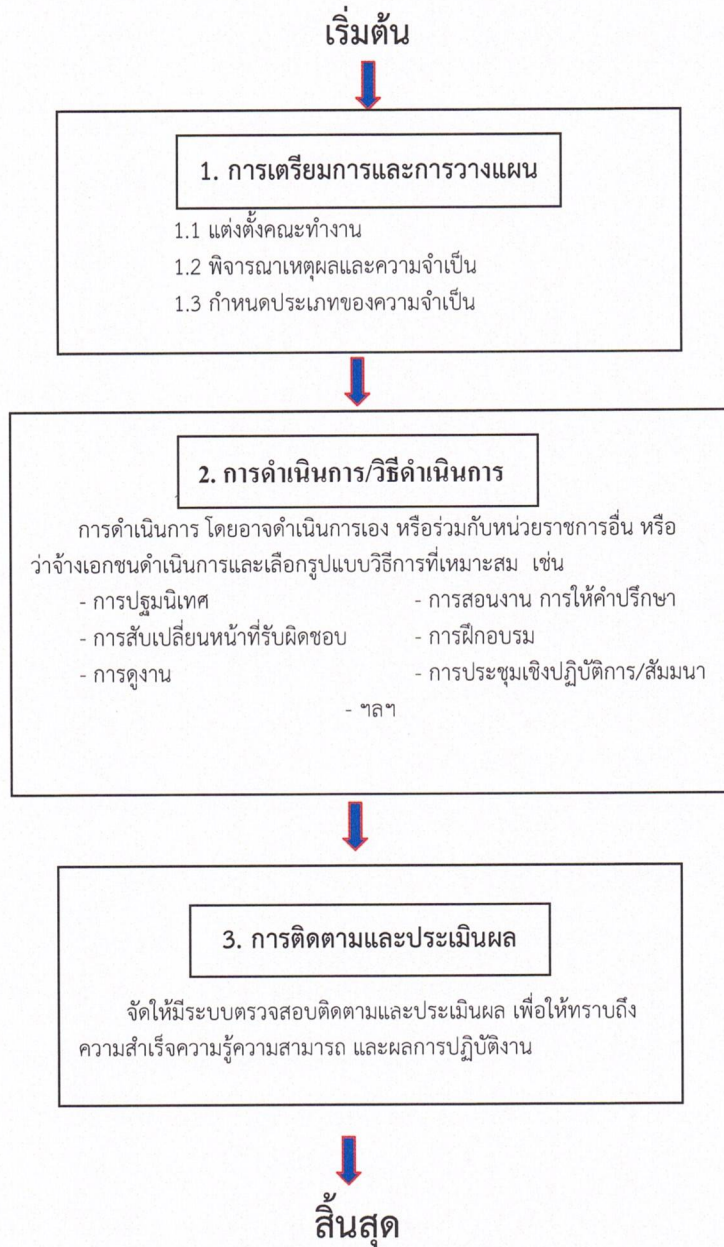 เริ่มต้น
1. การเตรียมการและการวางแผน
1.1 แต่งตั้งคณะทำงาน
1.2 พิจารณาเหตุผลและความจำเป็น
1.3 กำหนดประเภทของความจำเป็น
2. การดำเนินการ/วิธีดำเนินการ
การดำเนินการ โดยอาจดำเนินการเอง หรือร่วมกับหน่วยราชการอื่น หรือ
ว่าจ้างเอกชนดำเนินการและเลือกรูปแบบวิธีการที่เหมาะสม เช่น
- การปฐมนิเทศ - การสอนงาน การให้คำปรึกษา
- การสับเปลี่ยนหน้าที่รับผิดชอบ - การฝึกอบรม
- การดูงาน - การประชุมเชิงปฏิบัติการ/สัมมนา
- ฯลฯ
3. การติดตามและประเมินผล
จัดให้มีระบบตรวจสอบติดตามและประเมินผล เพื่อให้ทราบถึง
ความสำเร็จความรู้ความสามารถ และผลการปฏิบัติงาน
สิ้นสุด